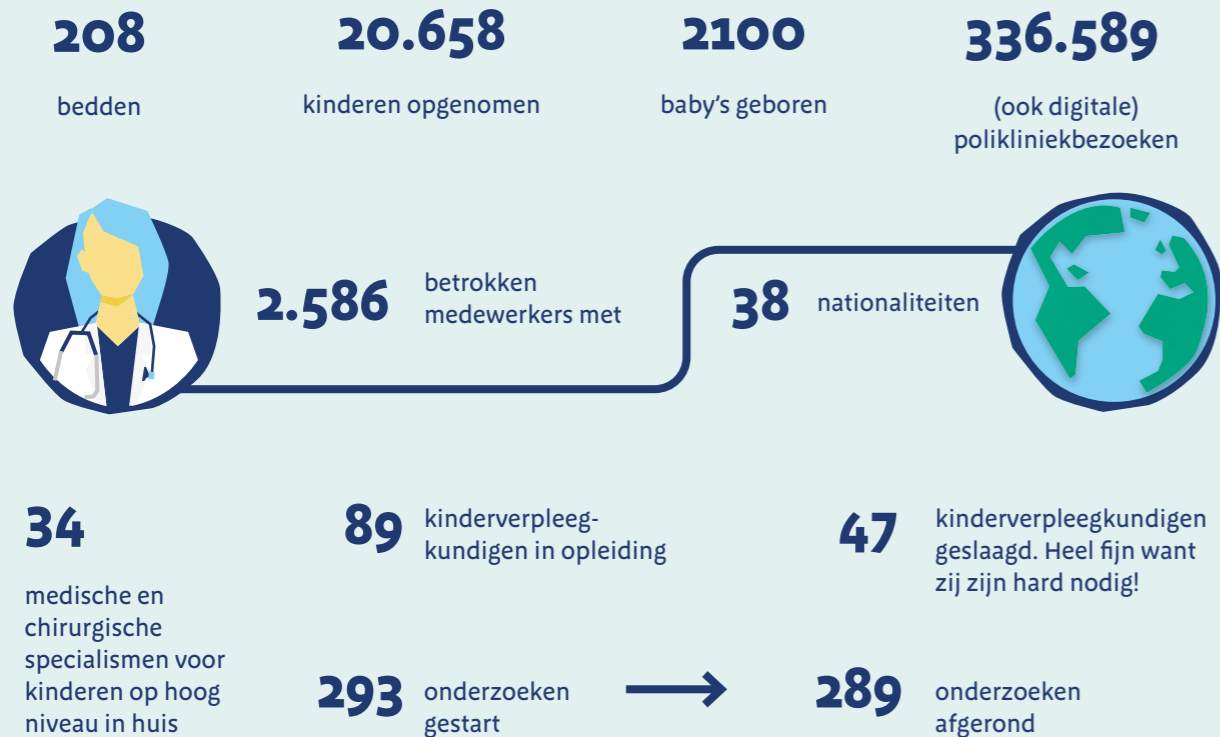 208
bedden
20.658
kinderen opgenomen
2100
baby's geboren
336.589
(ook digitale)
polikliniekbezoeken
2.586
betrokken
medewerkers met
38
nationaliteiten
34
medische en
chirurgische
specialismen voor
kinderen op hoog
niveau in huis
89
kinderverpleeg-
kundigen in opleiding
47
kinderverpleegkundigen
geslaagd. Heel fijn want
zij zijn hard nodig!
293
onderzoeken
gestart
289
onderzoeken
afgerond